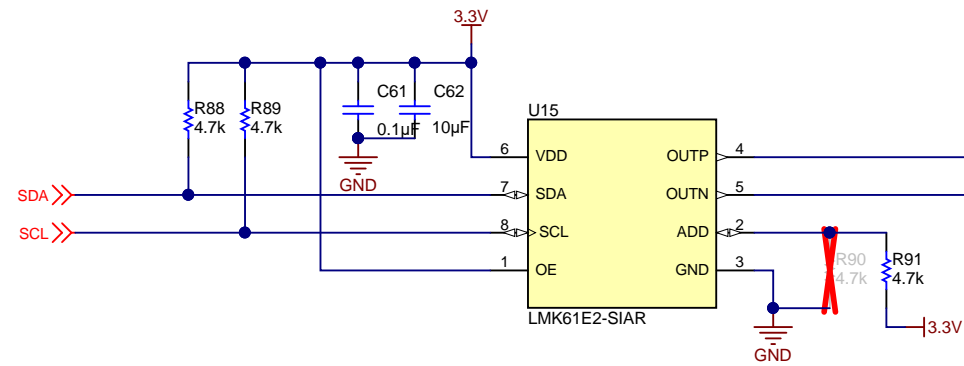 3.3V
R88
4.7k
R89
4.7k
C61
0.1µF
C62
10µF
GND
U15
SDA
SCL
6
VDD
7
SDA
8
SCL
1
OE
OUTP
4
OUTN
5
ADD
2
GND
3
LMK61E2-SIAR
R90
4.7k
R91
4.7k
GND
3.3V